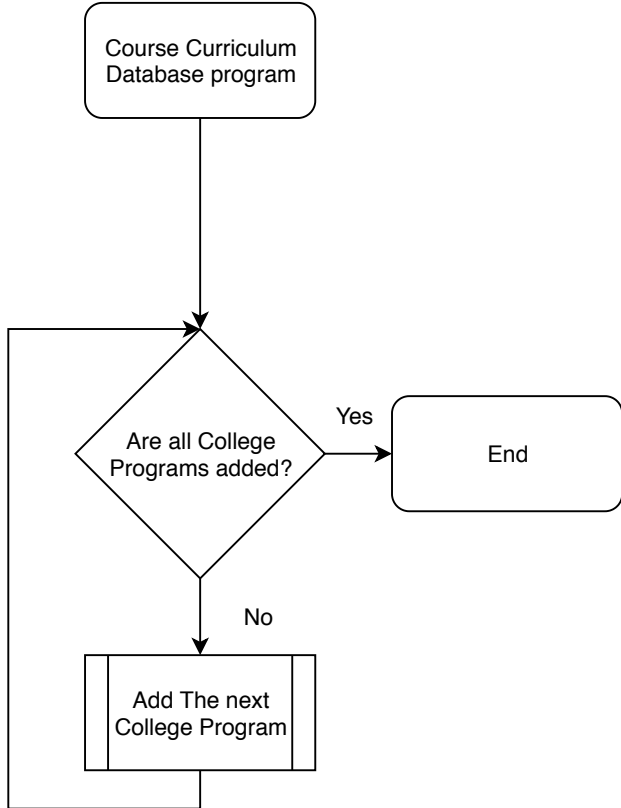 Course Curriculum
Database program
Are all College
Programs added?
Yes
End
No
Add The next
College Program